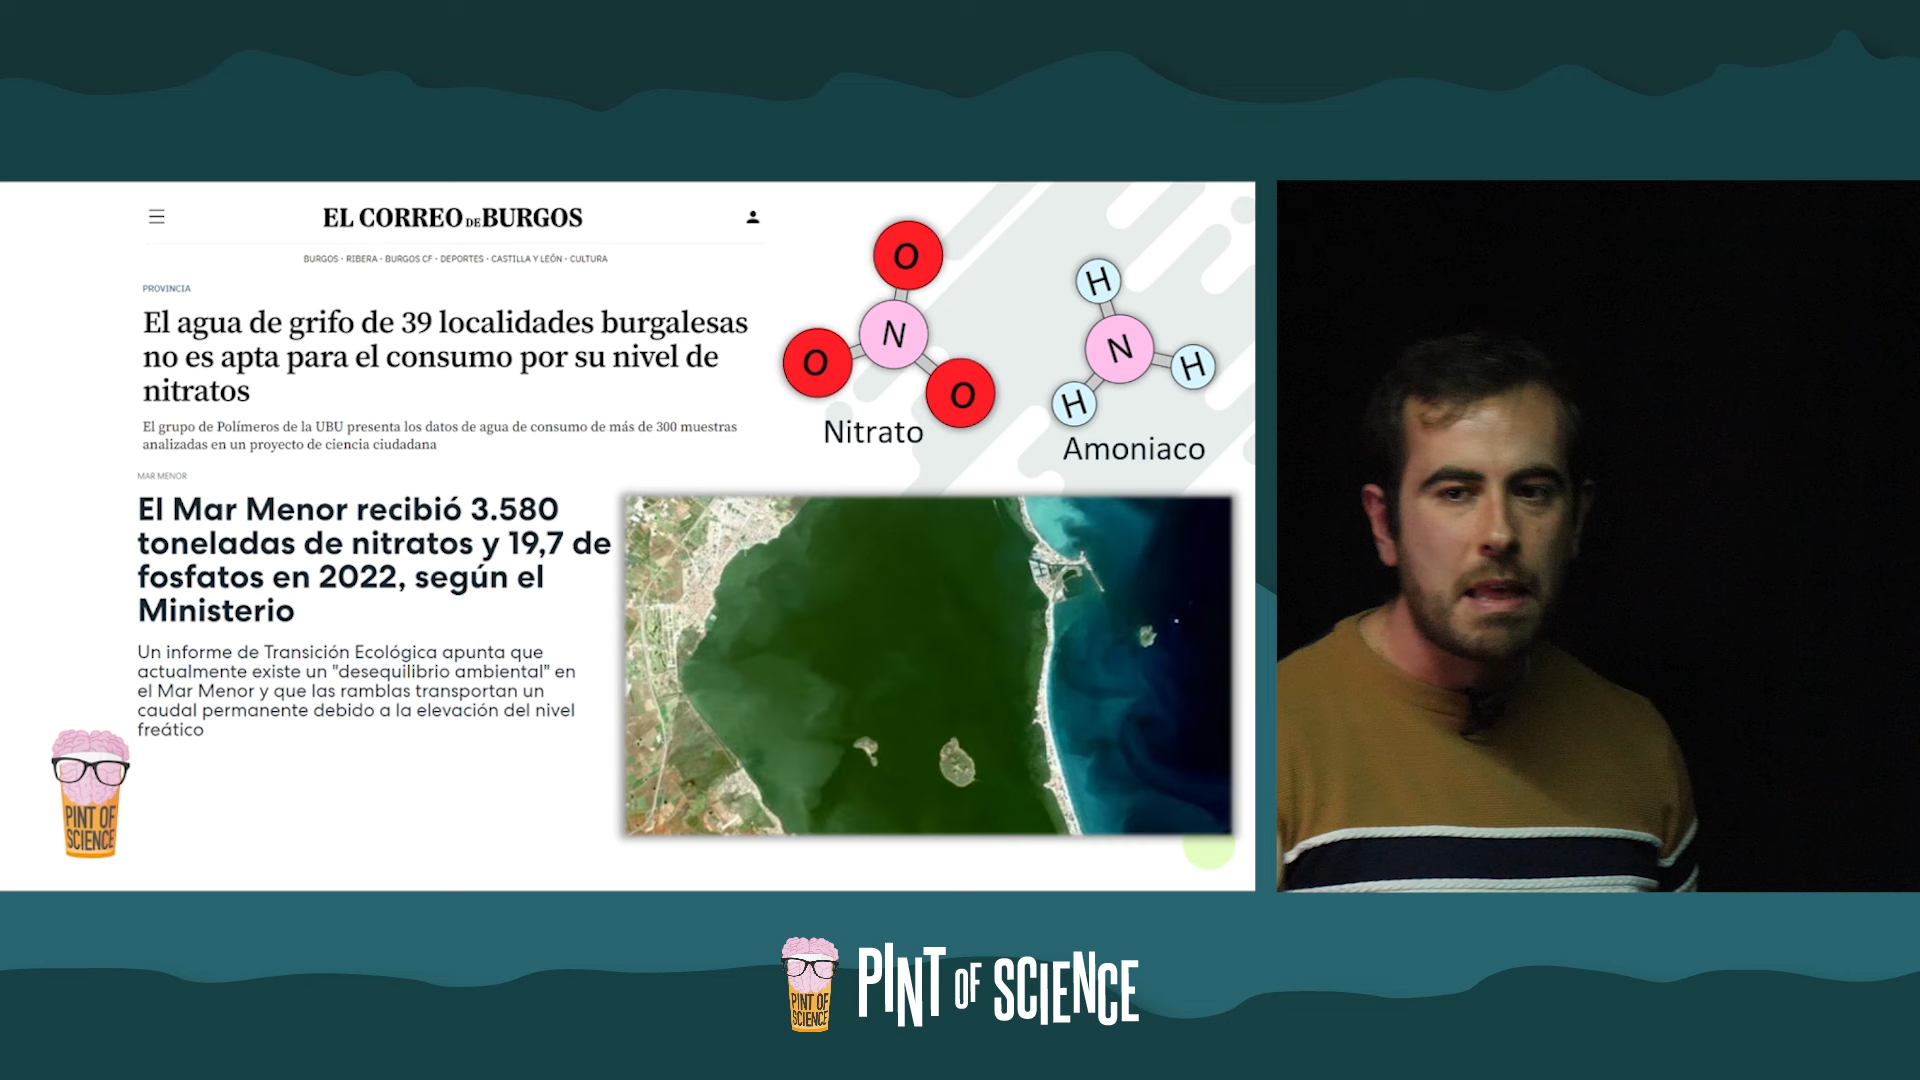 EL CORREO DE BURGOS
BURGOS · RIBERA · BURGOS CF · DEPORTES · CASTILLA Y LEÓN · CULTURA
PROVINCIA
El agua de grifo de 39 localidades burgalesas
no es apta para el consumo por su nivel de
nitratos
El grupo de Polímeros de la UBU presenta los datos de agua de consumo de más de 300 muestras
analizadas en un proyecto de ciencia ciudadana
O
N
O
O
Nitrato
H
N
H
H
Amoniaco
MAR MENOR
El Mar Menor recibió 3.580
toneladas de nitratos y 19,7 de
fosfatos en 2022, según el
Ministerio
Un informe de Transición Ecológica apunta que
actualmente existe un "desequilibrio ambiental" en
el Mar Menor y que las ramblas transportan un
caudal permanente debido a la elevación del nivel
freático
PINT OF
SCIENCE
PINT OF
SCIENCE
PINT OF SCIENCE